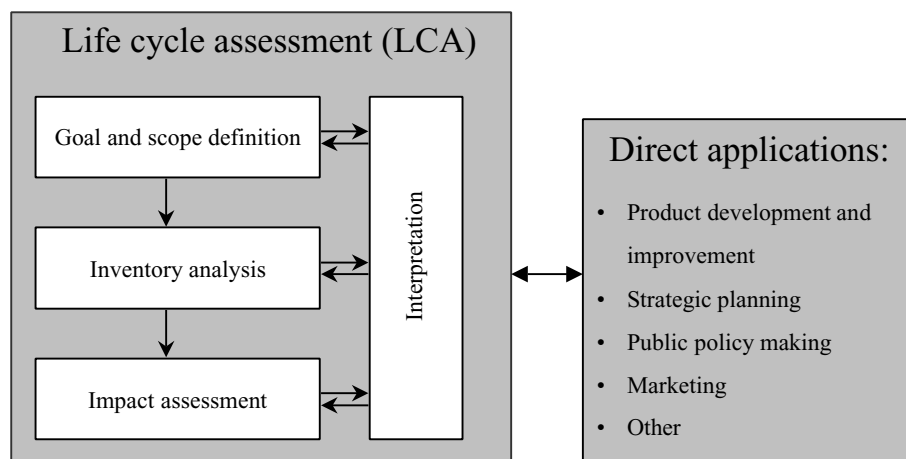 Life cycle assessment (LCA)
Goal and scope definition
Inventory analysis
Impact assessment
Interpretation
Direct applications:
• Product development and
improvement
• Strategic planning
• Public policy making
• Marketing
• Other